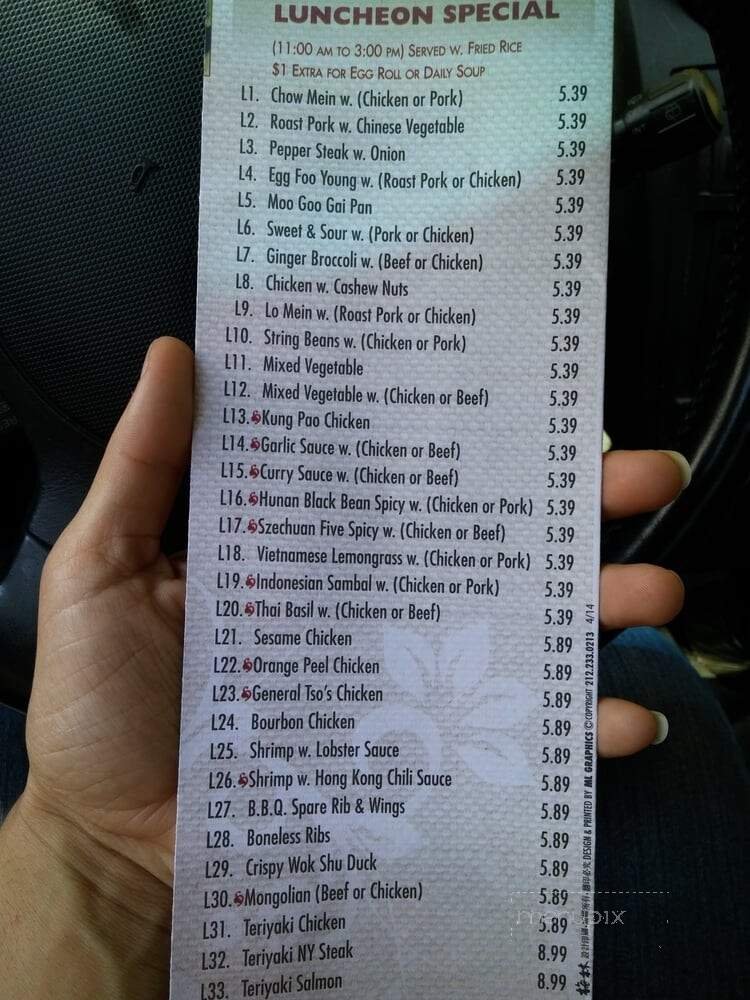 LUNCHEON SPECIAL
(11:00 AM TO 3:00 PM) SERVED W. FRIED RICE
$1 EXTRA FOR EGG ROLL OR DAILY SOUP
L1. Chow Mein w. (Chicken or Pork) 5.39
L2. Roast Pork w. Chinese Vegetable 5.39
L3. Pepper Steak w. Onion 5.39
L4. Egg Foo Young w. (Roast Pork or Chicken) 5.39
L5. Moo Goo Gai Pan 5.39
L6. Sweet & Sour w. (Pork or Chicken) 5.39
L7. Ginger Broccoli w. (Beef or Chicken) 5.39
L8. Chicken w. Cashew Nuts 5.39
L9. Lo Mein w. (Roast Pork or Chicken) 5.39
L10. String Beans w. (Chicken or Pork) 5.39
L11. Mixed Vegetable 5.39
L12. Mixed Vegetable w. (Chicken or Beef) 5.39
L13. Kung Pao Chicken 5.39
L14. Garlic Sauce w. (Chicken or Beef) 5.39
L15. Curry Sauce w. (Chicken or Beef) 5.39
L16. Hunan Black Bean Spicy w. (Chicken or Pork) 5.39
L17. Szechuan Five Spicy w. (Chicken or Beef) 5.39
L18. Vietnamese Lemongrass w. (Chicken or Pork) 5.39
L19. Indonesian Sambal w. (Chicken or Pork) 5.39
L20. Thai Basil w. (Chicken or Beef) 5.39
L21. Sesame Chicken 5.89
L22. Orange Peel Chicken 5.89
L23. General Tso's Chicken 5.89
L24. Bourbon Chicken 5.89
L25. Shrimp w. Lobster Sauce 5.89
L26. Shrimp w. Hong Kong Chili Sauce 5.89
L27. B.B.Q. Spare Rib & Wings 5.89
L28. Boneless Ribs 5.89
L29. Crispy Wok Shu Duck 5.89
L30. Mongolian (Beef or Chicken) 5.89
L31. Teriyaki Chicken 5.89
L32. Teriyaki NY Steak 8.99
L33. Teriyaki Salmon 8.99
DESIGN & PRINTED BY ML GRAPHICS © COPYRIGHT 212.233.0213 4/14
menupix